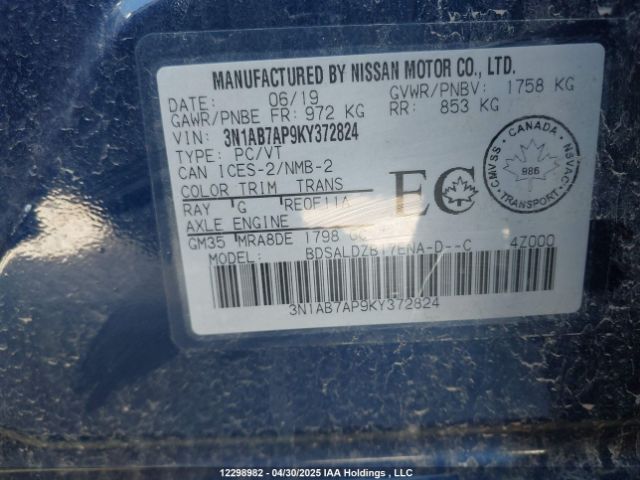 MANUFACTURED BY NISSAN MOTOR CO., LTD.
DATE: 06/19 GVWR/PNBV: 1758 KG
GAWR/PNBE FR: 972 KG RR: 853 KG
VIN: 3N1AB7AP9KY372824
TYPE: PC/VT
CAN ICES-2/NMB-2
COLOR TRIM TRANS
RAY G RE0F11A
AXLE ENGINE
GM35 MRA8DE 1798
MODEL: 4Z000
3N1AB7AP9KY372824
EC
CANADA
CMVSS NSVAC
986
TRANSPORT
12298982 - 04/30/2025 IAA Holdings , LLC